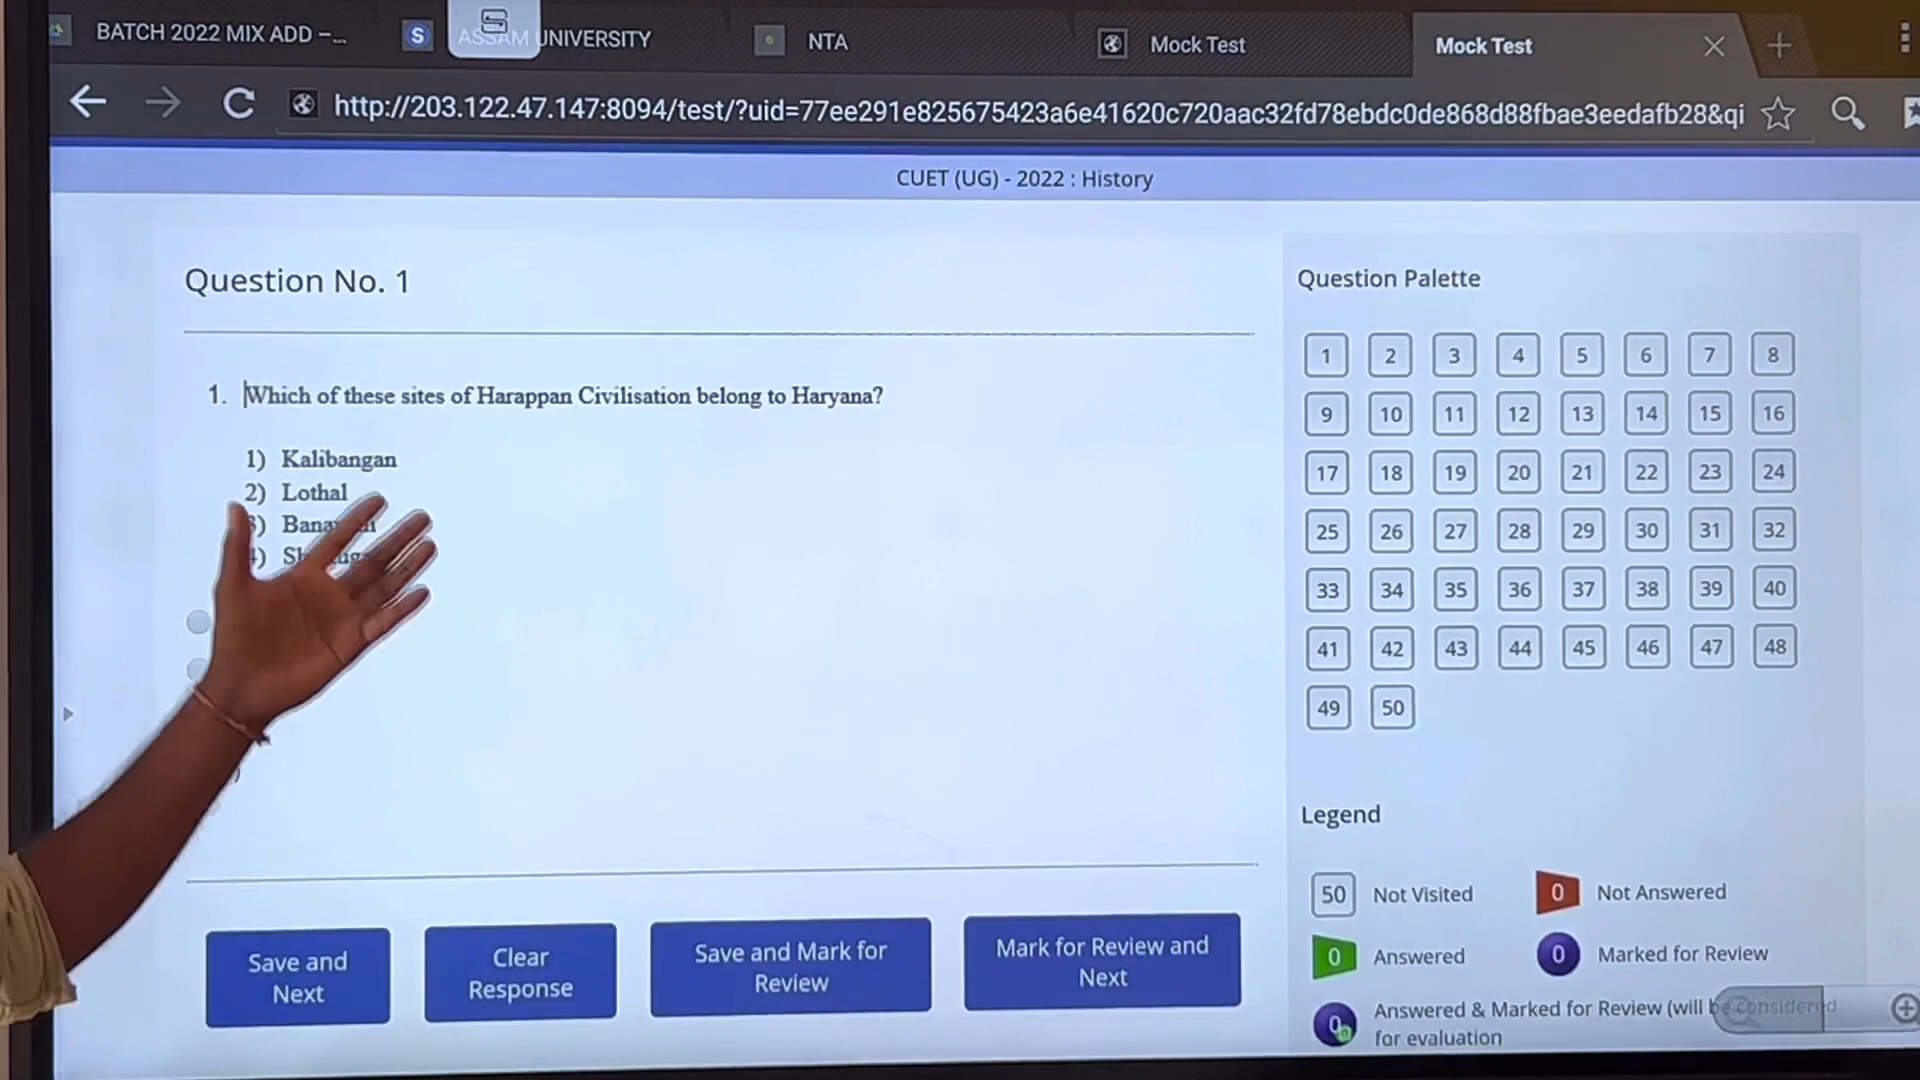 BATCH 2022 MIX ADD –...
S
ASSAM UNIVERSITY
NTA
Mock Test
Mock Test
http://203.122.47.147:8094/test/?uid=77ee291e825675423a6e41620c720aac32fd78ebdc0de868d88fbae3eedafb28&qi
CUET (UG) - 2022 : History
Question No. 1
1. Which of these sites of Harappan Civilisation belong to Haryana?
1) Kalibangan
2) Lothal
Question Palette
1 2 3 4 5 6 7 8
9 10 11 12 13 14 15 16
17 18 19 20 21 22 23 24
25 26 27 28 29 30 31 32
33 34 35 36 37 38 39 40
41 42 43 44 45 46 47 48
49 50
Legend
50 Not Visited
0 Not Answered
0 Answered
0 Marked for Review
0 Answered & Marked for Review (will be considered
for evaluation
Save and
Next
Clear
Response
Save and Mark for
Review
Mark for Review and
Next